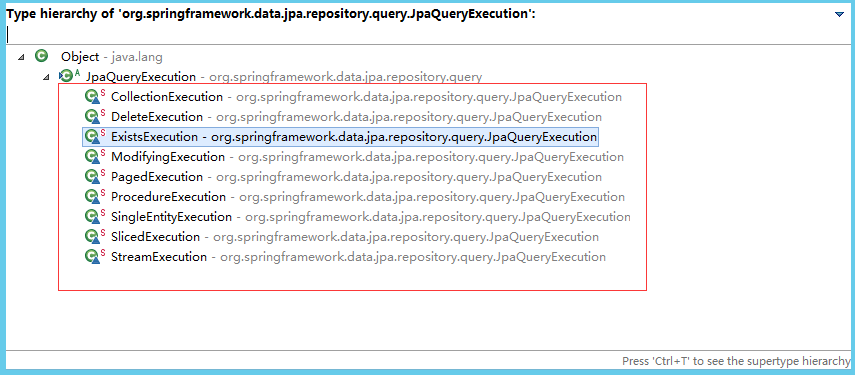 Type hierarchy of 'org.springframework.data.jpa.repository.query.JpaQueryExecution':
Object - java.lang
JpaQueryExecution - org.springframework.data.jpa.repository.query
CollectionExecution - org.springframework.data.jpa.repository.query.JpaQueryExecution
DeleteExecution - org.springframework.data.jpa.repository.query.JpaQueryExecution
ExistsExecution - org.springframework.data.jpa.repository.query.JpaQueryExecution
ModifyingExecution - org.springframework.data.jpa.repository.query.JpaQueryExecution
PagedExecution - org.springframework.data.jpa.repository.query.JpaQueryExecution
ProcedureExecution - org.springframework.data.jpa.repository.query.JpaQueryExecution
SingleEntityExecution - org.springframework.data.jpa.repository.query.JpaQueryExecution
SlicedExecution - org.springframework.data.jpa.repository.query.JpaQueryExecution
StreamExecution - org.springframework.data.jpa.repository.query.JpaQueryExecution
Press 'Ctrl+T' to see the supertype hierarchy